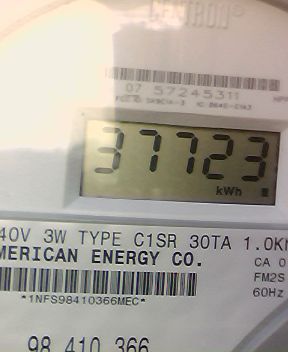 CENTRON®
07 57245311
37723
kWh
40V 3W TYPE C1SR 30TA 1.0K
MERICAN ENERGY CO.
CA 0
FM2S
60Hz
*1NFS98410366MEC*
98 410 366